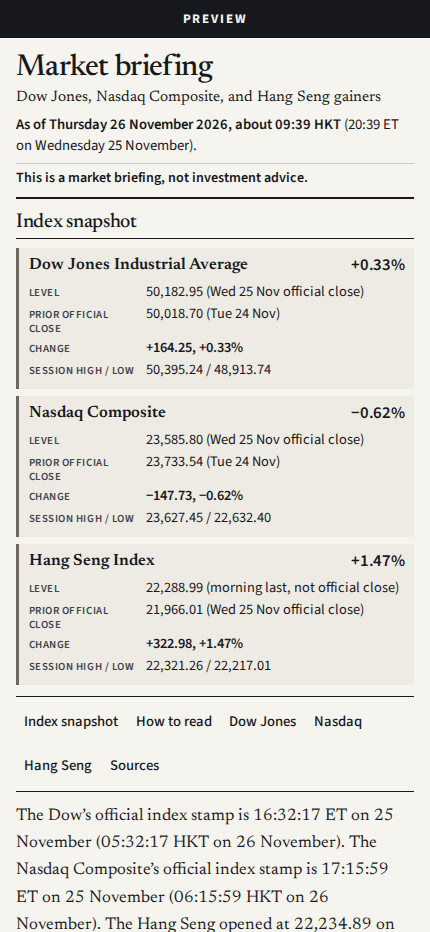 PREVIEW
Market briefing
Dow Jones, Nasdaq Composite, and Hang Seng gainers
As of Thursday 26 November 2026, about 09:39 HKT (20:39 ET
on Wednesday 25 November).
This is a market briefing, not investment advice.
Index snapshot
Dow Jones Industrial Average +0.33%
LEVEL 50,182.95 (Wed 25 Nov official close)
PRIOR OFFICIAL CLOSE 50,018.70 (Tue 24 Nov)
CHANGE +164.25, +0.33%
SESSION HIGH / LOW 50,395.24 / 48,913.74
Nasdaq Composite −0.62%
LEVEL 23,585.80 (Wed 25 Nov official close)
PRIOR OFFICIAL CLOSE 23,733.54 (Tue 24 Nov)
CHANGE −147.73, −0.62%
SESSION HIGH / LOW 23,627.45 / 22,632.40
Hang Seng Index +1.47%
LEVEL 22,288.99 (morning last, not official close)
PRIOR OFFICIAL CLOSE 21,966.01 (Wed 25 Nov official close)
CHANGE +322.98, +1.47%
SESSION HIGH / LOW 22,321.26 / 22,217.01
Index snapshot How to read Dow Jones Nasdaq
Hang Seng Sources
The Dow’s official index stamp is 16:32:17 ET on 25
November (05:32:17 HKT on 26 November). The
Nasdaq Composite’s official index stamp is 17:15:59
ET on 25 November (06:15:59 HKT on 26
November). The Hang Seng opened at 22,234.89 on